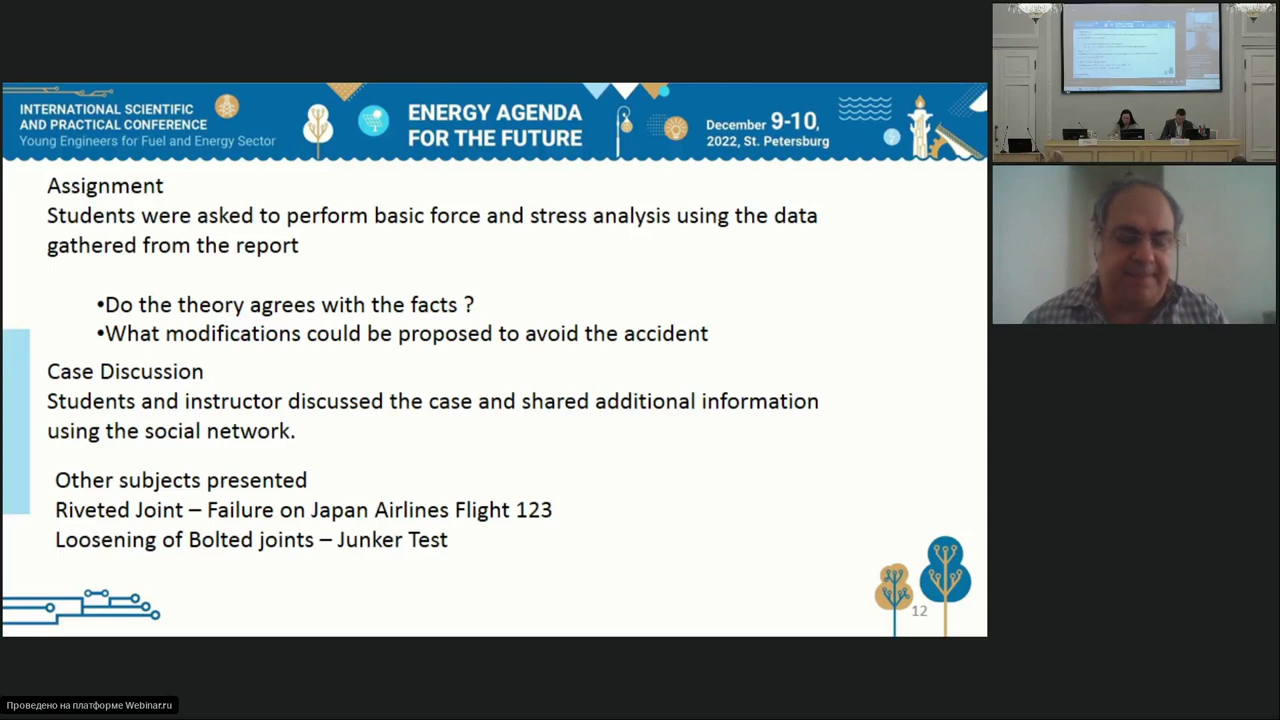 INTERNATIONAL SCIENTIFIC
AND PRACTICAL CONFERENCE
Young Engineers for Fuel and Energy Sector
ENERGY AGENDA
FOR THE FUTURE
December 9-10,
2022, St. Petersburg
Assignment
Students were asked to perform basic force and stress analysis using the data
gathered from the report
•Do the theory agrees with the facts ?
•What modifications could be proposed to avoid the accident
Case Discussion
Students and instructor discussed the case and shared additional information
using the social network.
Other subjects presented
Riveted Joint – Failure on Japan Airlines Flight 123
Loosening of Bolted joints – Junker Test
12
Проведено на платформе Webinar.ru